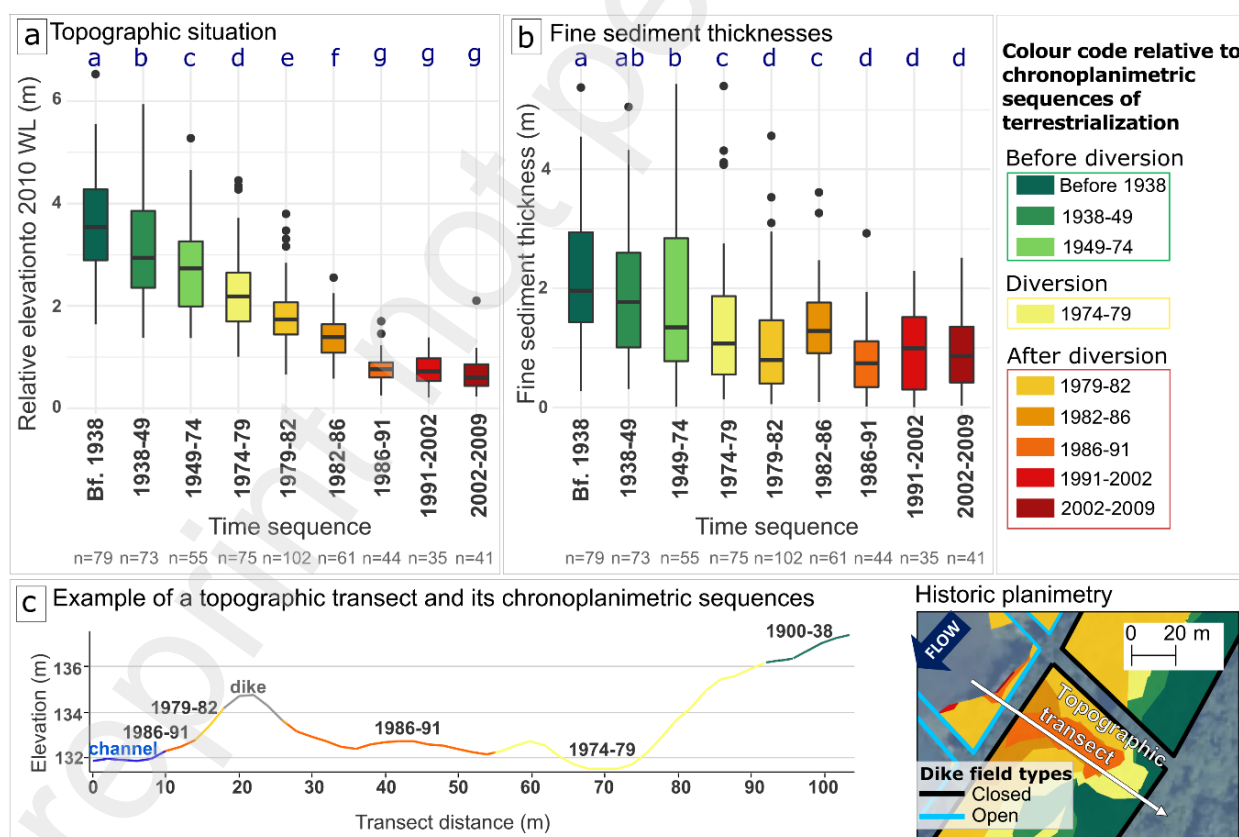 a Topographic situation
a b c d e f g g g
Relative elevationto 2010 WL (m)
6
4
2
0
Bf. 1938
1938-49
1949-74
1974-79
1979-82
1982-86
1986-91
1991-2002
2002-2009
Time sequence
n=79 n=73 n=55 n=75 n=102 n=61 n=44 n=35 n=41
b Fine sediment thicknesses
a ab b c d c d d d
Fine sediment thickness (m)
4
2
0
Bf. 1938
1938-49
1949-74
1974-79
1979-82
1982-86
1986-91
1991-2002
2002-2009
Time sequence
n=79 n=73 n=55 n=75 n=102 n=61 n=44 n=35 n=41
Colour code relative to
chronoplanimetric
sequences of
terrestrialization
Before diversion
Before 1938
1938-49
1949-74
Diversion
1974-79
After diversion
1979-82
1982-86
1986-91
1991-2002
2002-2009
c Example of a topographic transect and its chronoplanimetric sequences
Elevation (m)
136
134
132
channel
1986-91
1979-82
dike
1986-91
1974-79
1900-38
0 10 20 30 40 50 60 70 80 90 100
Transect distance (m)
Historic planimetry
FLOW
0 20 m
Topographic
transect
Dike field types
Closed
Open
reprint not pe